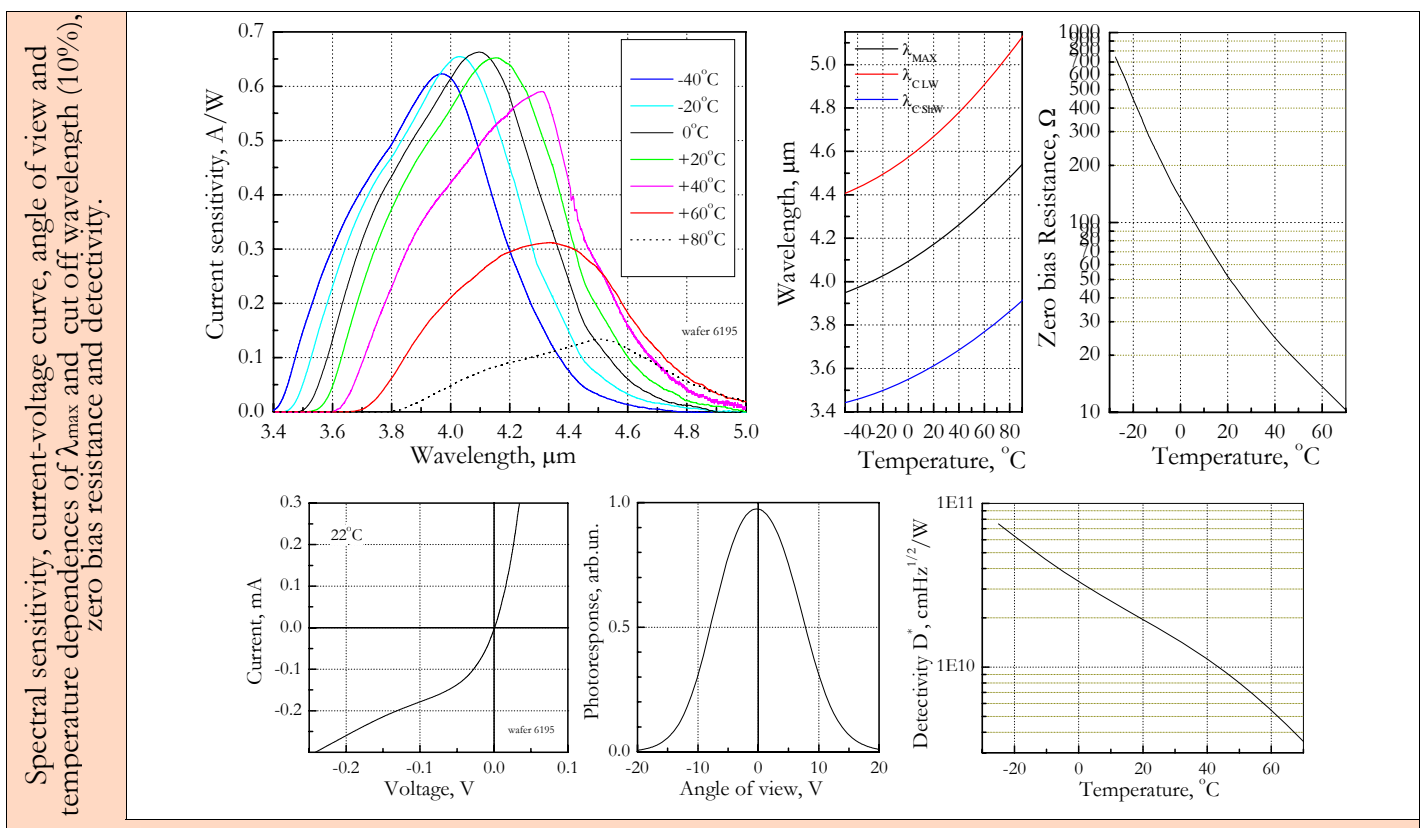 Spectral sensitivity, current-voltage curve, angle of view and
temperature dependences of λmax and cut off wavelength (10%),
zero bias resistance and detectivity.
Current sensitivity, A/W
0.7
0.6
0.5
0.4
0.3
0.2
0.1
0.0
3.4 3.6 3.8 4.0 4.2 4.4 4.6 4.8 5.0
Wavelength, μm
-40°C
-20°C
0°C
+20°C
+40°C
+60°C
+80°C
wafer 6195
Wavelength, μm
5.0
4.8
4.6
4.4
4.2
4.0
3.8
3.6
3.4
λMAX
λC LW
λC ShW
-40 -20 0 20 40 60 80
Temperature, °C
Zero bias Resistance, Ω
1000
900
800
700
600
500
400
300
200
100
90
80
70
60
50
40
30
20
10
-20 0 20 40 60
Temperature, °C
Current, mA
0.3
0.2
0.1
0.0
-0.1
-0.2
22°C
wafer 6195
-0.2 -0.1 0.0 0.1
Voltage, V
Photoresponse, arb.un.
1.0
0.5
0.0
-20 -10 0 10 20
Angle of view, V
Detectivity D*, cmHz1/2/W
1E11
1E10
-20 0 20 40 60
Temperature, °C